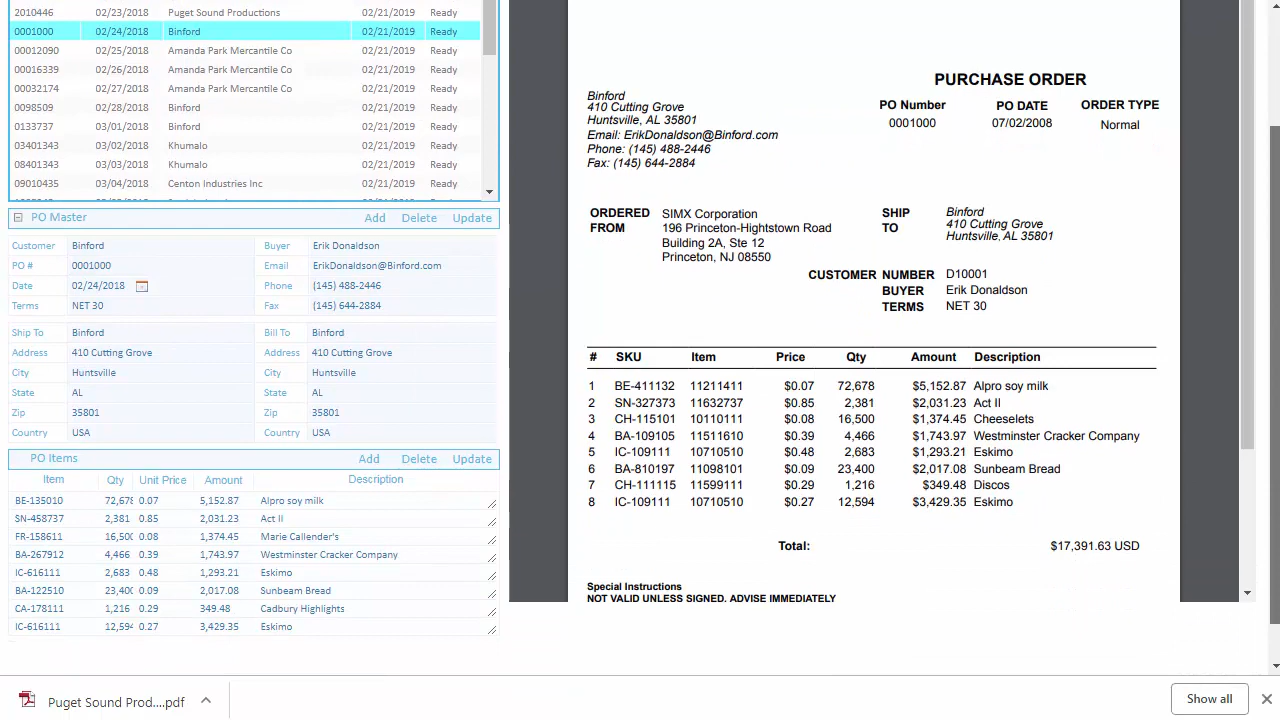 2010446 02/23/2018 Puget Sound Productions 02/21/2019 Ready
0001000 02/24/2018 Binford 02/21/2019 Ready
00012090 02/25/2018 Amanda Park Mercantile Co 02/21/2019 Ready
00016339 02/26/2018 Amanda Park Mercantile Co 02/21/2019 Ready
00032174 02/27/2018 Amanda Park Mercantile Co 02/21/2019 Ready
0098509 02/28/2018 Binford 02/21/2019 Ready
0133737 03/01/2018 Binford 02/21/2019 Ready
03401343 03/02/2018 Khumalo 02/21/2019 Ready
08401343 03/03/2018 Khumalo 02/21/2019 Ready
09010435 03/04/2018 Centon Industries Inc 02/21/2019 Ready
PO Master Add Delete Update
Customer Binford Buyer Erik Donaldson
PO # 0001000 Email ErikDonaldson@Binford.com
Date 02/24/2018 Phone (145) 488-2446
Terms NET 30 Fax (145) 644-2884
Ship To Binford Bill To Binford
Address 410 Cutting Grove Address 410 Cutting Grove
City Huntsville City Huntsville
State AL State AL
Zip 35801 Zip 35801
Country USA Country USA
PO Items Add Delete Update
Item Qty Unit Price Amount Description
BE-135010 72,678 0.07 5,152.87 Alpro soy milk
SN-458737 2,381 0.85 2,031.23 Act II
FR-158611 16,500 0.08 1,374.45 Marie Callender's
BA-267912 4,466 0.39 1,743.97 Westminster Cracker Company
IC-616111 2,683 0.48 1,293.21 Eskimo
BA-122510 23,400 0.09 2,017.08 Sunbeam Bread
CA-178111 1,216 0.29 349.48 Cadbury Highlights
IC-616111 12,594 0.27 3,429.35 Eskimo
PURCHASE ORDER
Binford
410 Cutting Grove
Huntsville, AL 35801
Email: ErikDonaldson@Binford.com
Phone: (145) 488-2446
Fax: (145) 644-2884
PO Number PO DATE ORDER TYPE
0001000 07/02/2008 Normal
ORDERED FROM
SIMX Corporation
196 Princeton-Hightstown Road
Building 2A, Ste 12
Princeton, NJ 08550
SHIP TO
Binford
410 Cutting Grove
Huntsville, AL 35801
CUSTOMER NUMBER D10001
BUYER Erik Donaldson
TERMS NET 30
# SKU Item Price Qty Amount Description
1 BE-411132 11211411 $0.07 72,678 $5,152.87 Alpro soy milk
2 SN-327373 11632737 $0.85 2,381 $2,031.23 Act II
3 CH-115101 10110111 $0.08 16,500 $1,374.45 Cheeselets
4 BA-109105 11511610 $0.39 4,466 $1,743.97 Westminster Cracker Company
5 IC-109111 10710510 $0.48 2,683 $1,293.21 Eskimo
6 BA-810197 11098101 $0.09 23,400 $2,017.08 Sunbeam Bread
7 CH-111115 11599111 $0.29 1,216 $349.48 Discos
8 IC-109111 10710510 $0.27 12,594 $3,429.35 Eskimo
Total: $17,391.63 USD
Special Instructions
NOT VALID UNLESS SIGNED. ADVISE IMMEDIATELY
Puget Sound Prod....pdf
Show all